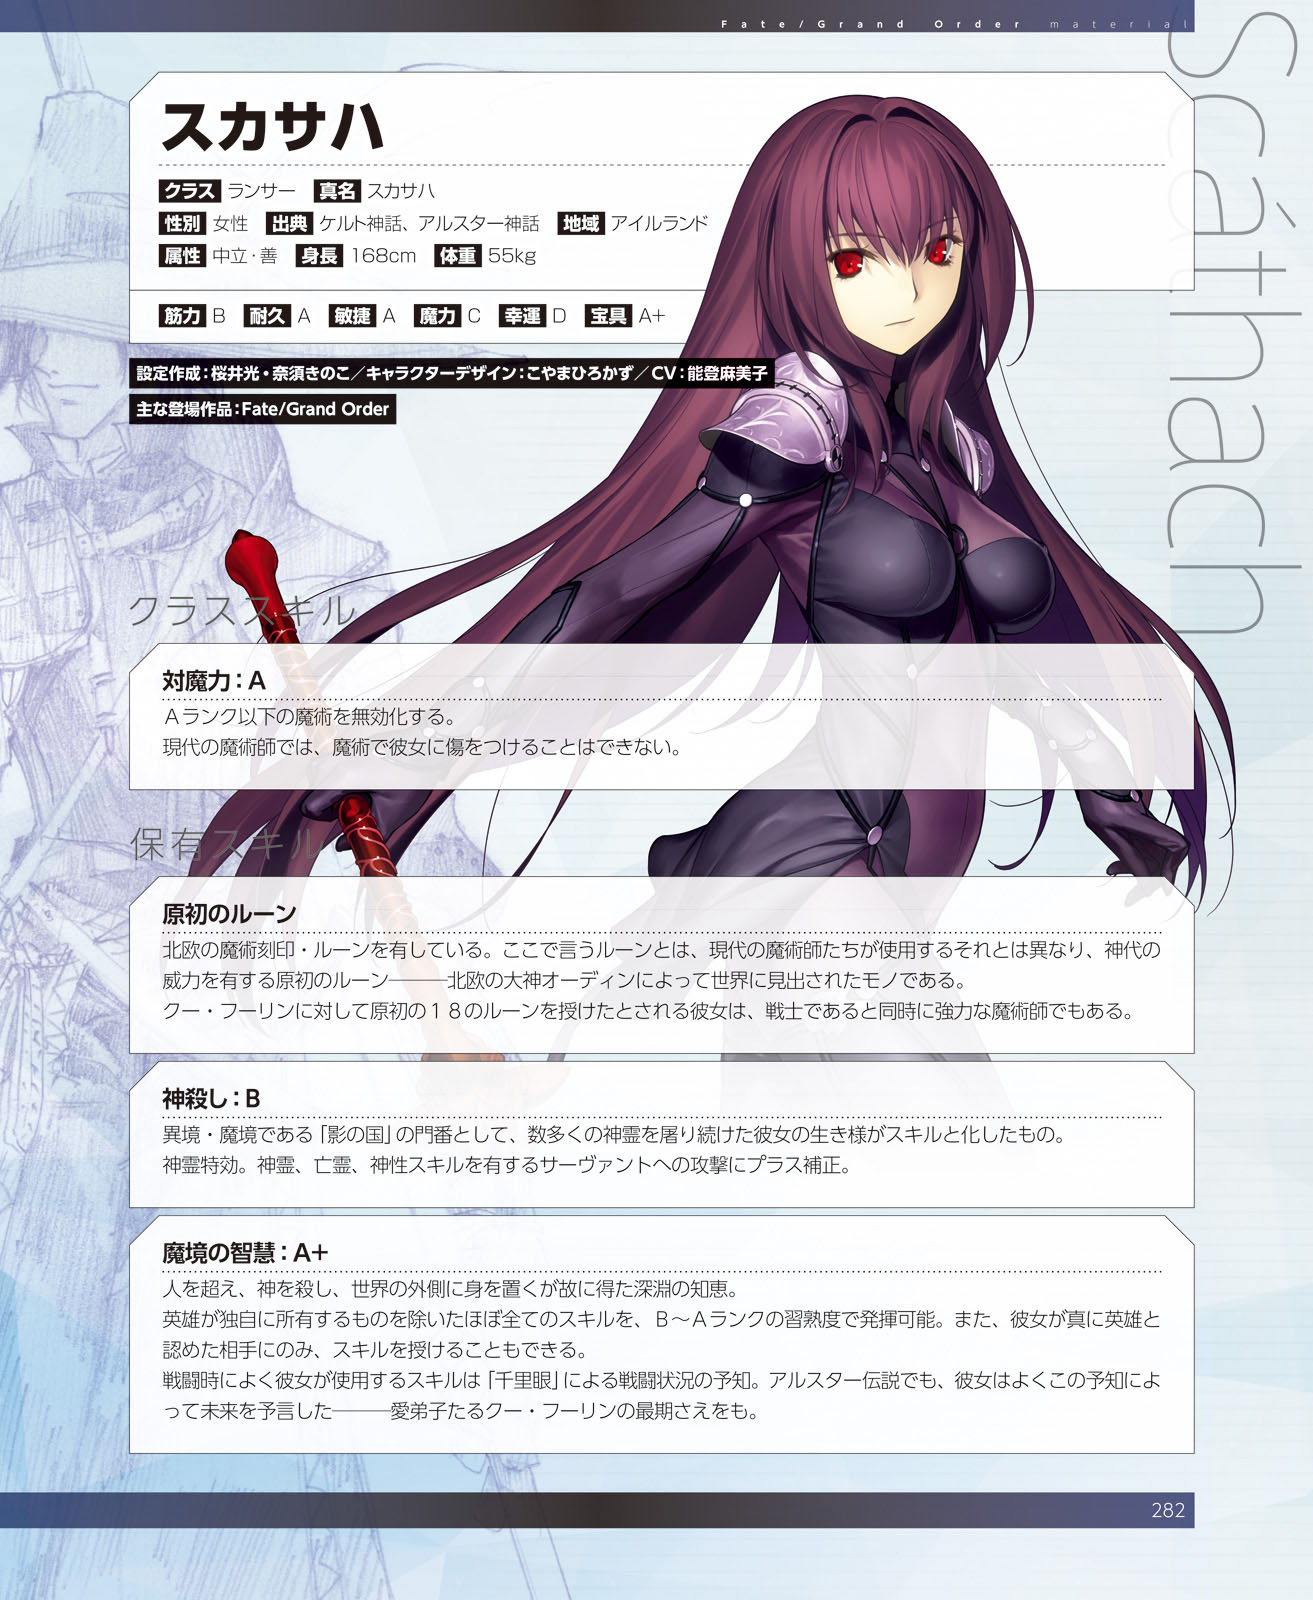 Fate/Grand Order material
Scáthach
スカサハ
クラス ランサー 真名 スカサハ
性別 女性 出典 ケルト神話、アルスター神話 地域 アイルランド
属性 中立・善 身長 168cm 体重 55kg
筋力 B 耐久 A 敏捷 A 魔力 C 幸運 D 宝具 A+
設定作成：桜井光・奈須きのこ／キャラクターデザイン：こやまひろかず／CV：能登麻美子
主な登場作品：Fate/Grand Order
クラススキル
対魔力：A
Ａランク以下の魔術を無効化する。
現代の魔術師では、魔術で彼女に傷をつけることはできない。
保有スキル
原初のルーン
北欧の魔術刻印・ルーンを有している。ここで言うルーンとは、現代の魔術師たちが使用するそれとは異なり、神代の
威力を有する原初のルーン―――北欧の大神オーディンによって世界に見出されたモノである。
クー・フーリンに対して原初の１８のルーンを授けたとされる彼女は、戦士であると同時に強力な魔術師でもある。
神殺し：B
異境・魔境である「影の国」の門番として、数多くの神霊を屠り続けた彼女の生き様がスキルと化したもの。
神霊特効。神霊、亡霊、神性スキルを有するサーヴァントへの攻撃にプラス補正。
魔境の智慧：A+
人を超え、神を殺し、世界の外側に身を置くが故に得た深淵の知恵。
英雄が独自に所有するものを除いたほぼ全てのスキルを、Ｂ～Ａランクの習熟度で発揮可能。また、彼女が真に英雄と
認めた相手にのみ、スキルを授けることもできる。
戦闘時によく彼女が使用するスキルは「千里眼」による戦闘状況の予知。アルスター伝説でも、彼女はよくこの予知によ
って未来を予言した―――愛弟子たるクー・フーリンの最期さえをも。
282